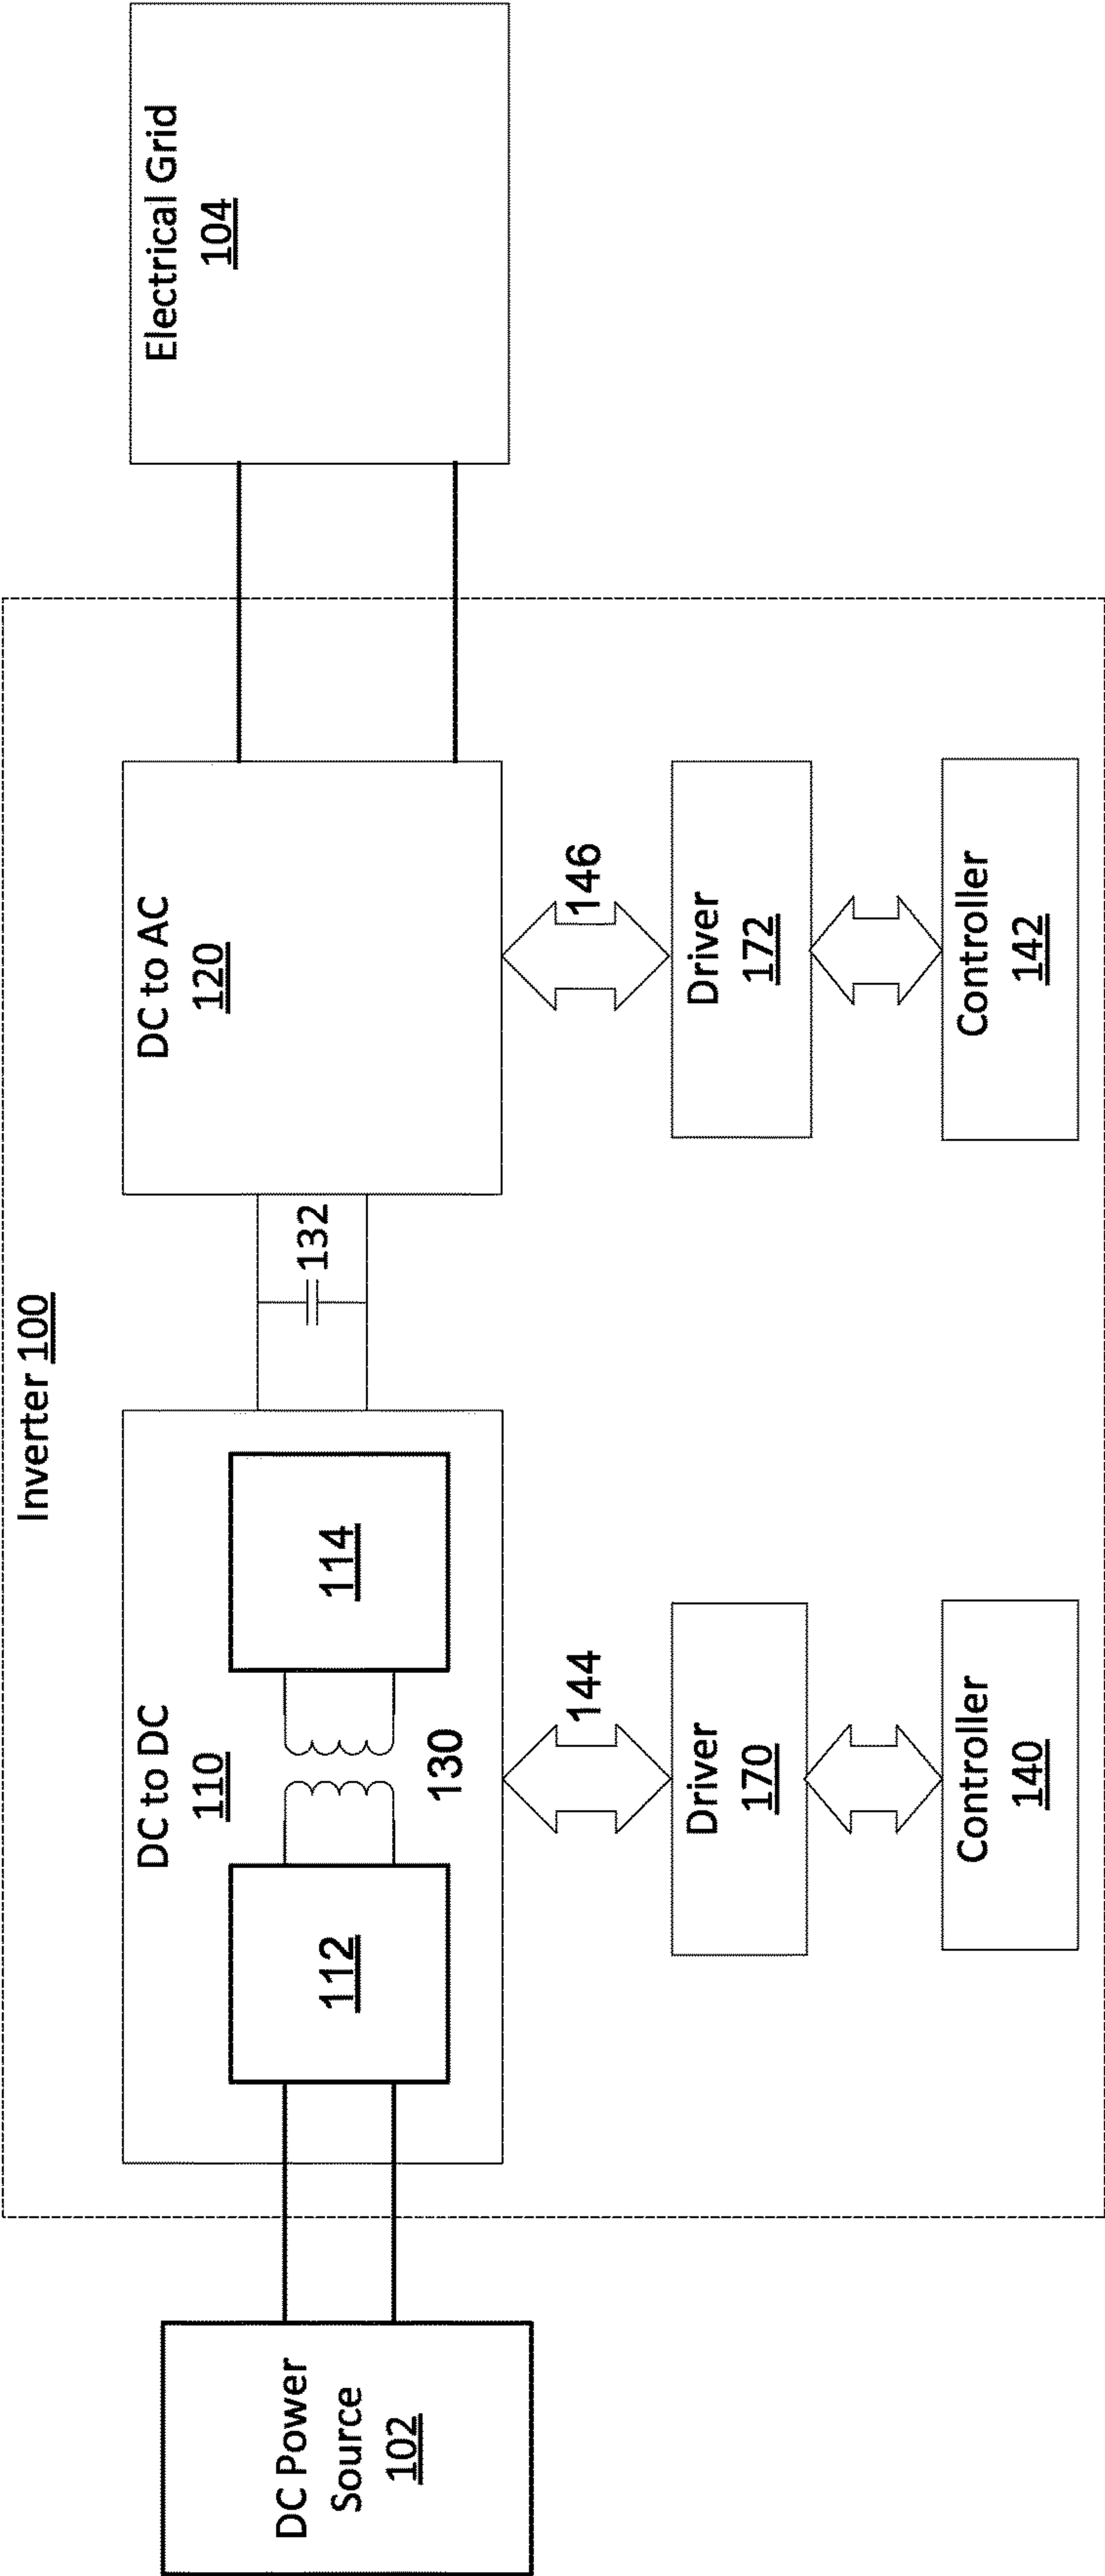 Inverter 100
DC Power
Source
102
DC to DC
110
112
130
114
132
DC to AC
120
Electrical Grid
104
144
146
Driver
170
Driver
172
Controller
140
Controller
142